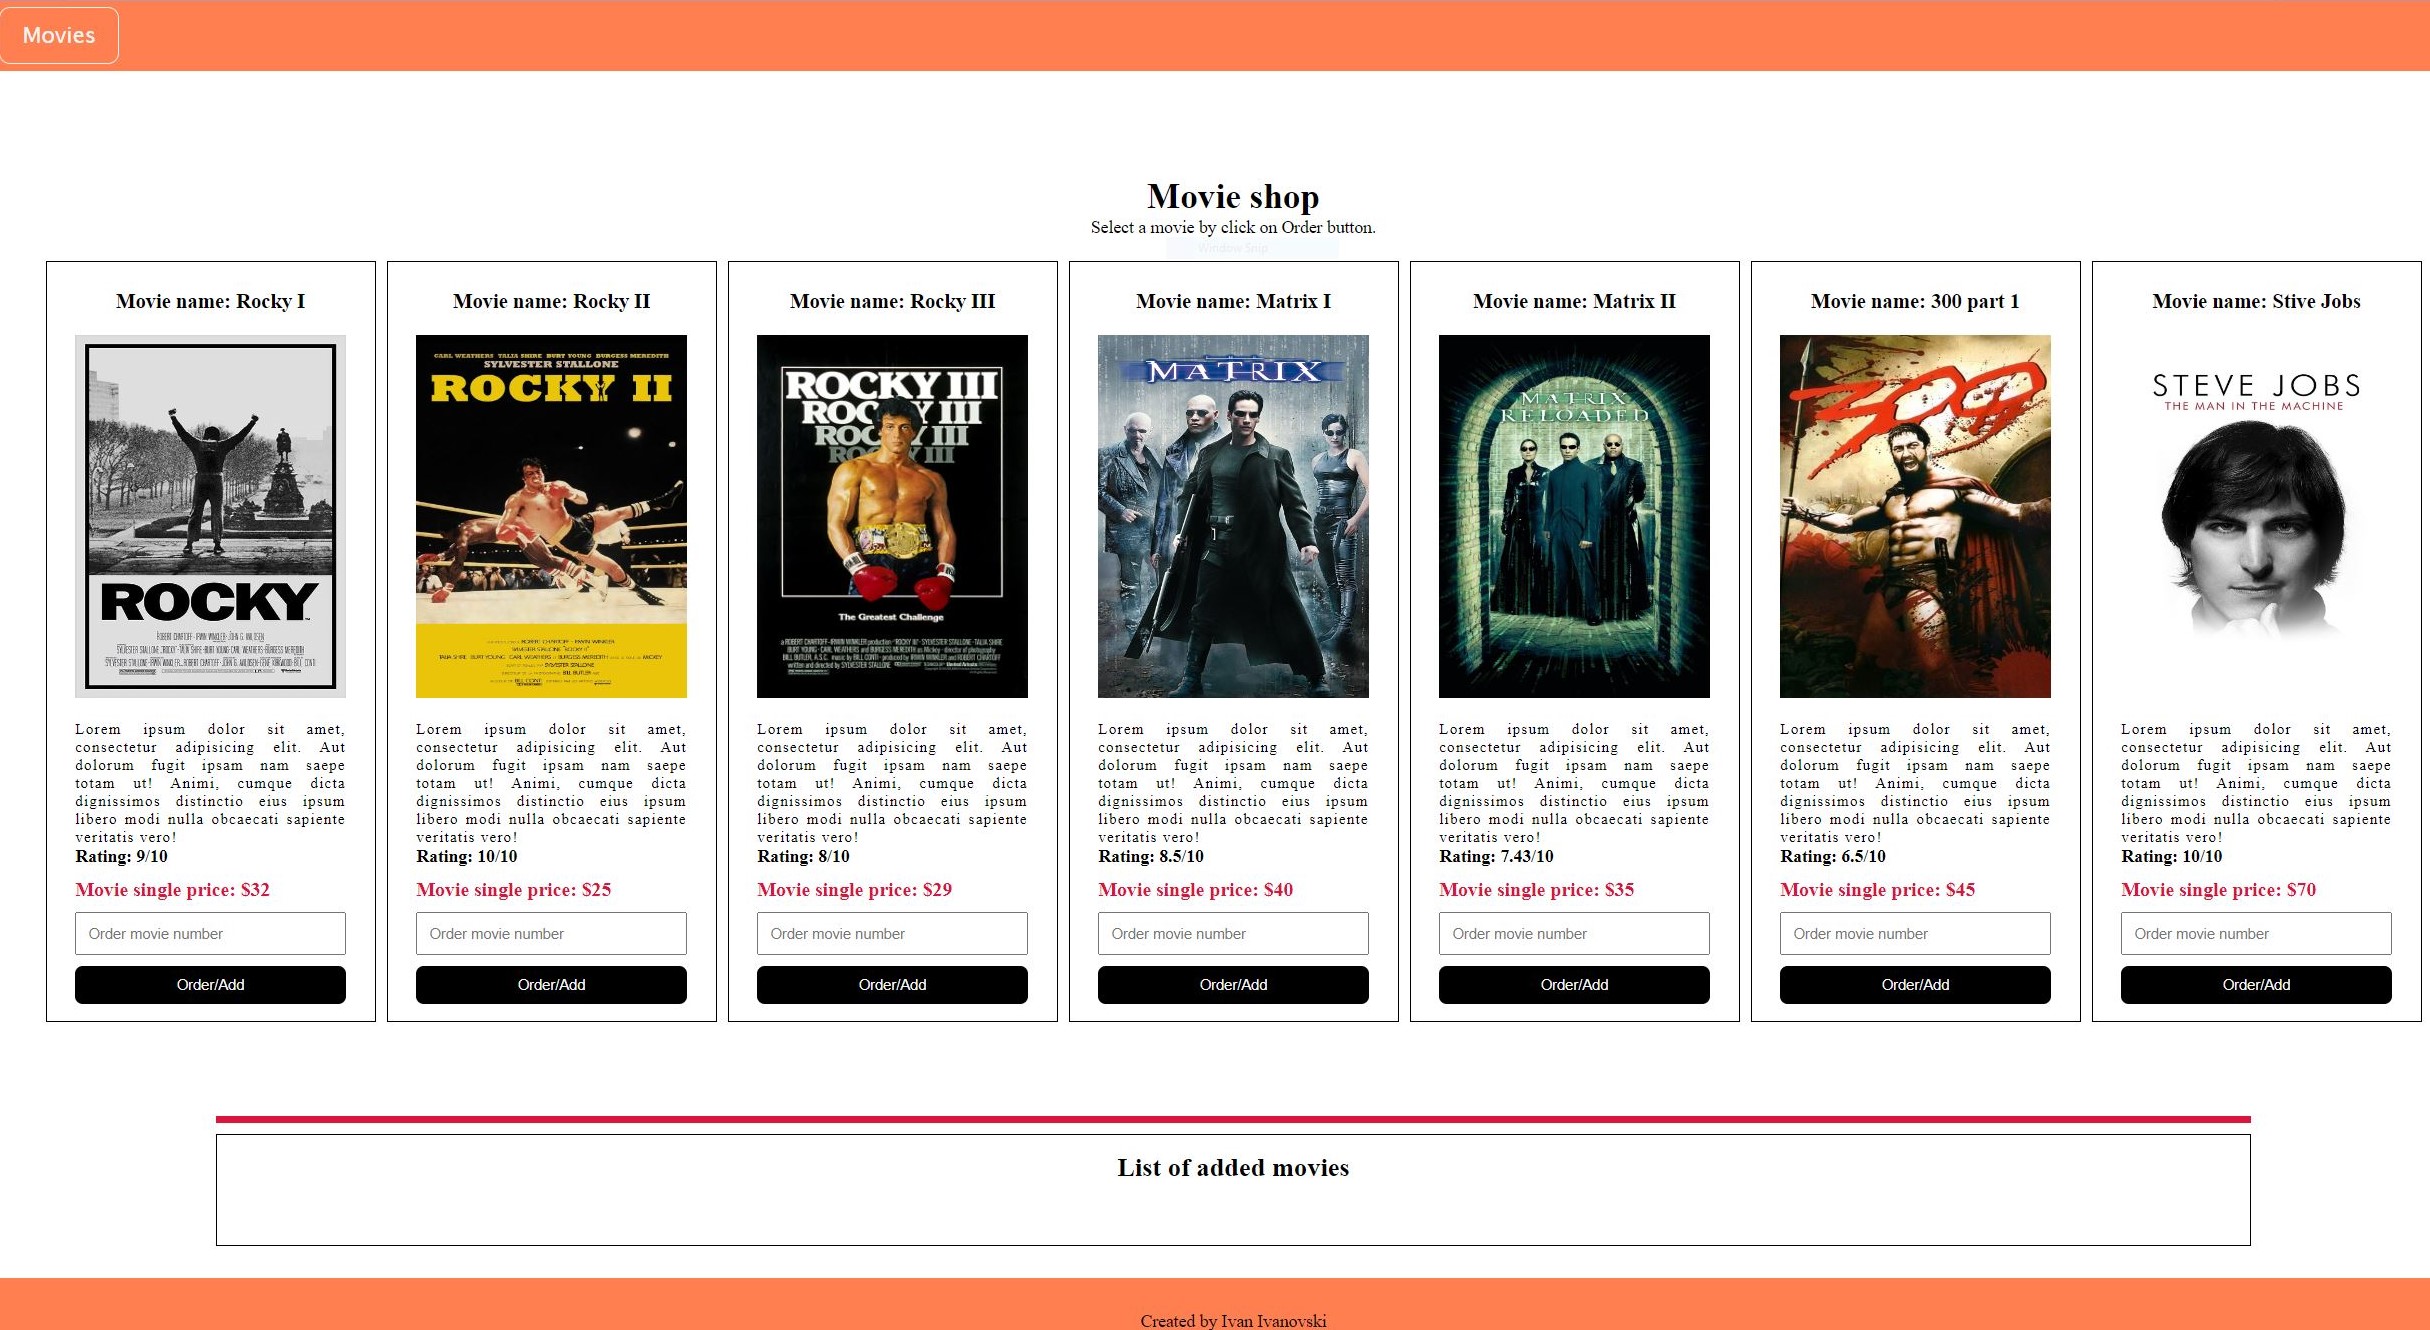 Movies
Movie shop
Select a movie by click on Order button.
Window Snip
Movie name: Rocky I
ROCKY
Lorem ipsum dolor sit amet,
consectetur adipisicing elit. Aut
dolorum fugit ipsam nam saepe
totam ut! Animi, cumque dicta
dignissimos distinctio eius ipsum
libero modi nulla obcaecati sapiente
veritatis vero!
Rating: 9/10
Movie single price: $32
Order movie number
Order/Add
Movie name: Rocky II
CARL WEATHERS TALIA SHIRE BURT YOUNG BURGESS MEREDITH
SYLVESTER STALLONE
ROCKY II
Lorem ipsum dolor sit amet,
consectetur adipisicing elit. Aut
dolorum fugit ipsam nam saepe
totam ut! Animi, cumque dicta
dignissimos distinctio eius ipsum
libero modi nulla obcaecati sapiente
veritatis vero!
Rating: 10/10
Movie single price: $25
Order movie number
Order/Add
Movie name: Rocky III
ROCKY III
ROCKY III
ROCKY III
ROCKY III
The Greatest Challenge
Lorem ipsum dolor sit amet,
consectetur adipisicing elit. Aut
dolorum fugit ipsam nam saepe
totam ut! Animi, cumque dicta
dignissimos distinctio eius ipsum
libero modi nulla obcaecati sapiente
veritatis vero!
Rating: 8/10
Movie single price: $29
Order movie number
Order/Add
Movie name: Matrix I
MATRIX
Lorem ipsum dolor sit amet,
consectetur adipisicing elit. Aut
dolorum fugit ipsam nam saepe
totam ut! Animi, cumque dicta
dignissimos distinctio eius ipsum
libero modi nulla obcaecati sapiente
veritatis vero!
Rating: 8.5/10
Movie single price: $40
Order movie number
Order/Add
Movie name: Matrix II
MATRIX
RELOADED
Lorem ipsum dolor sit amet,
consectetur adipisicing elit. Aut
dolorum fugit ipsam nam saepe
totam ut! Animi, cumque dicta
dignissimos distinctio eius ipsum
libero modi nulla obcaecati sapiente
veritatis vero!
Rating: 7.43/10
Movie single price: $35
Order movie number
Order/Add
Movie name: 300 part 1
300
Lorem ipsum dolor sit amet,
consectetur adipisicing elit. Aut
dolorum fugit ipsam nam saepe
totam ut! Animi, cumque dicta
dignissimos distinctio eius ipsum
libero modi nulla obcaecati sapiente
veritatis vero!
Rating: 6.5/10
Movie single price: $45
Order movie number
Order/Add
Movie name: Stive Jobs
STEVE JOBS
THE MAN IN THE MACHINE
Lorem ipsum dolor sit amet,
consectetur adipisicing elit. Aut
dolorum fugit ipsam nam saepe
totam ut! Animi, cumque dicta
dignissimos distinctio eius ipsum
libero modi nulla obcaecati sapiente
veritatis vero!
Rating: 10/10
Movie single price: $70
Order movie number
Order/Add
List of added movies
Created by Ivan Ivanovski